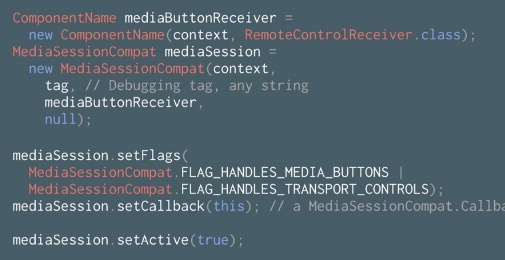 ComponentName mediaButtonReceiver =
new ComponentName(context, RemoteControlReceiver.class);
MediaSessionCompat mediaSession =
new MediaSessionCompat(context,
tag, // Debugging tag, any string
mediaButtonReceiver,
null);
mediaSession.setFlags(
MediaSessionCompat.FLAG_HANDLES_MEDIA_BUTTONS |
MediaSessionCompat.FLAG_HANDLES_TRANSPORT_CONTROLS);
mediaSession.setCallback(this); // a MediaSessionCompat.Callba
mediaSession.setActive(true);